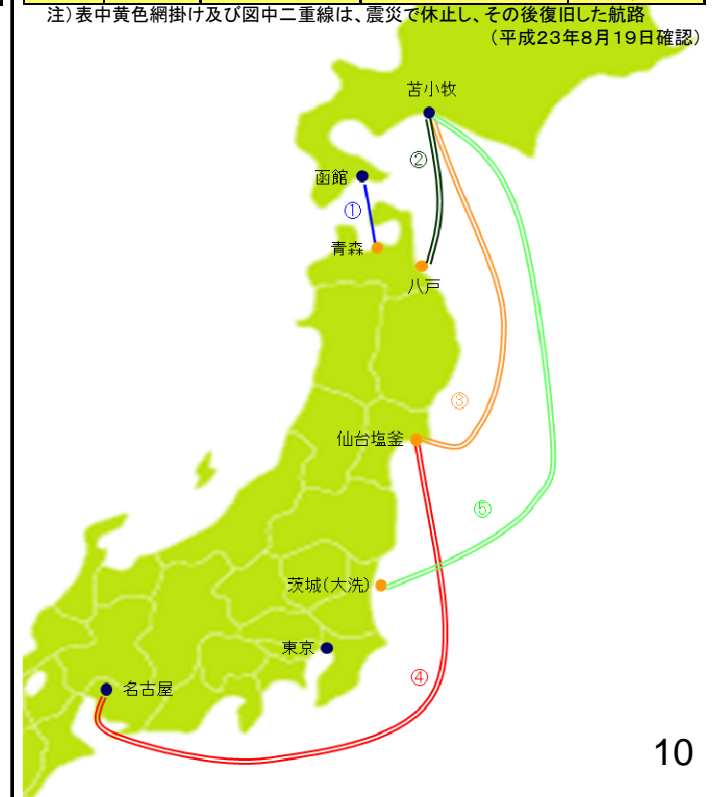 注)表中黄色網掛け及び図中二重線は、震災で休止し、その後復旧した航路
(平成23年8月19日確認)
苫小牧
②
函館
①
青森
八戸
③
仙台塩釜
⑤
茨城(大洗)
東京
④
名古屋
10